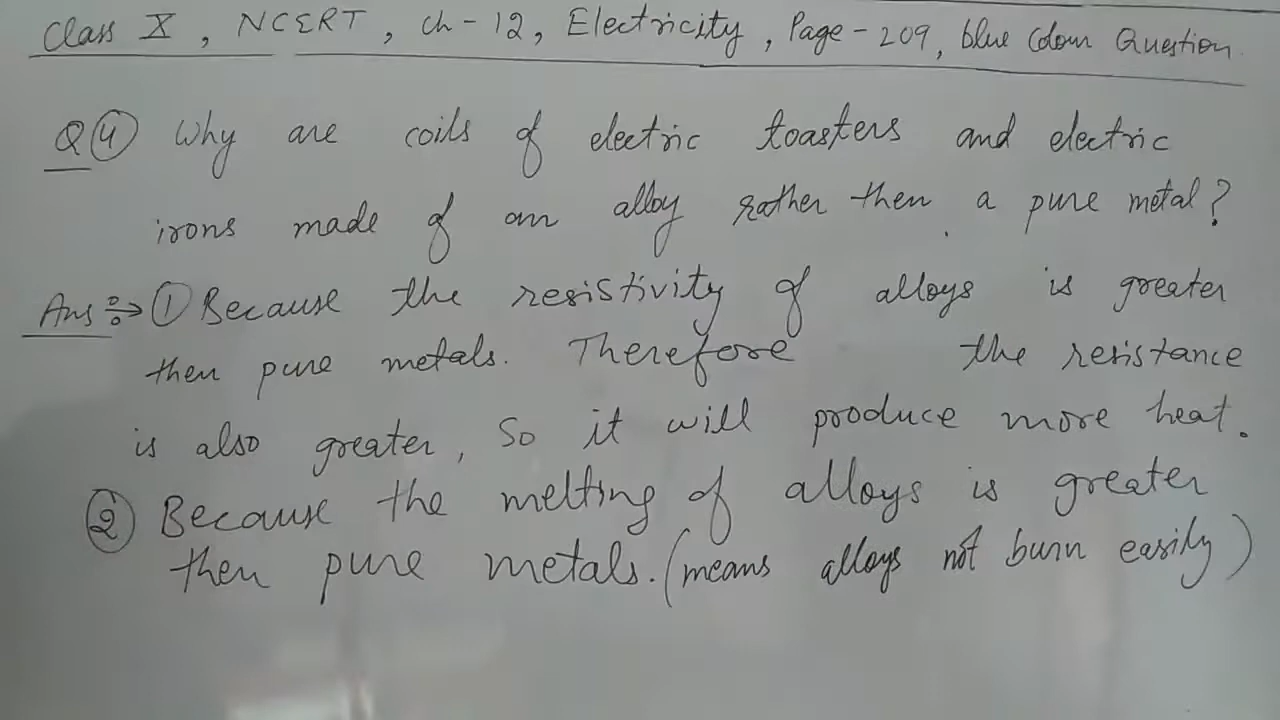 Class X, NCERT, Ch-12, Electricity, Page-209, blue Colour Question.
Q④ Why are coils of electric toasters and electric
irons made of an alloy rather then a pure metal?
Ans ⇒ ① Because the resistivity of alloys is greater
then pure metals. Therefore the resistance
is also greater, So it will produce more heat.
② Because the melting of alloys is greater
then pure metals. (means alloys not burn easily)